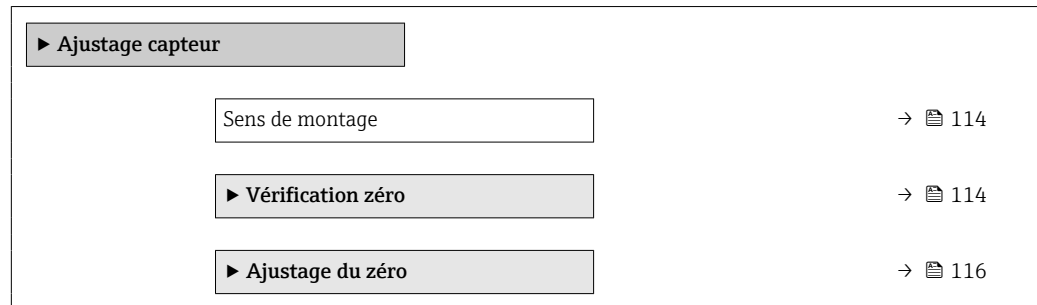 ▶ Ajustage capteur
Sens de montage → 114
▶ Vérification zéro → 114
▶ Ajustage du zéro → 116